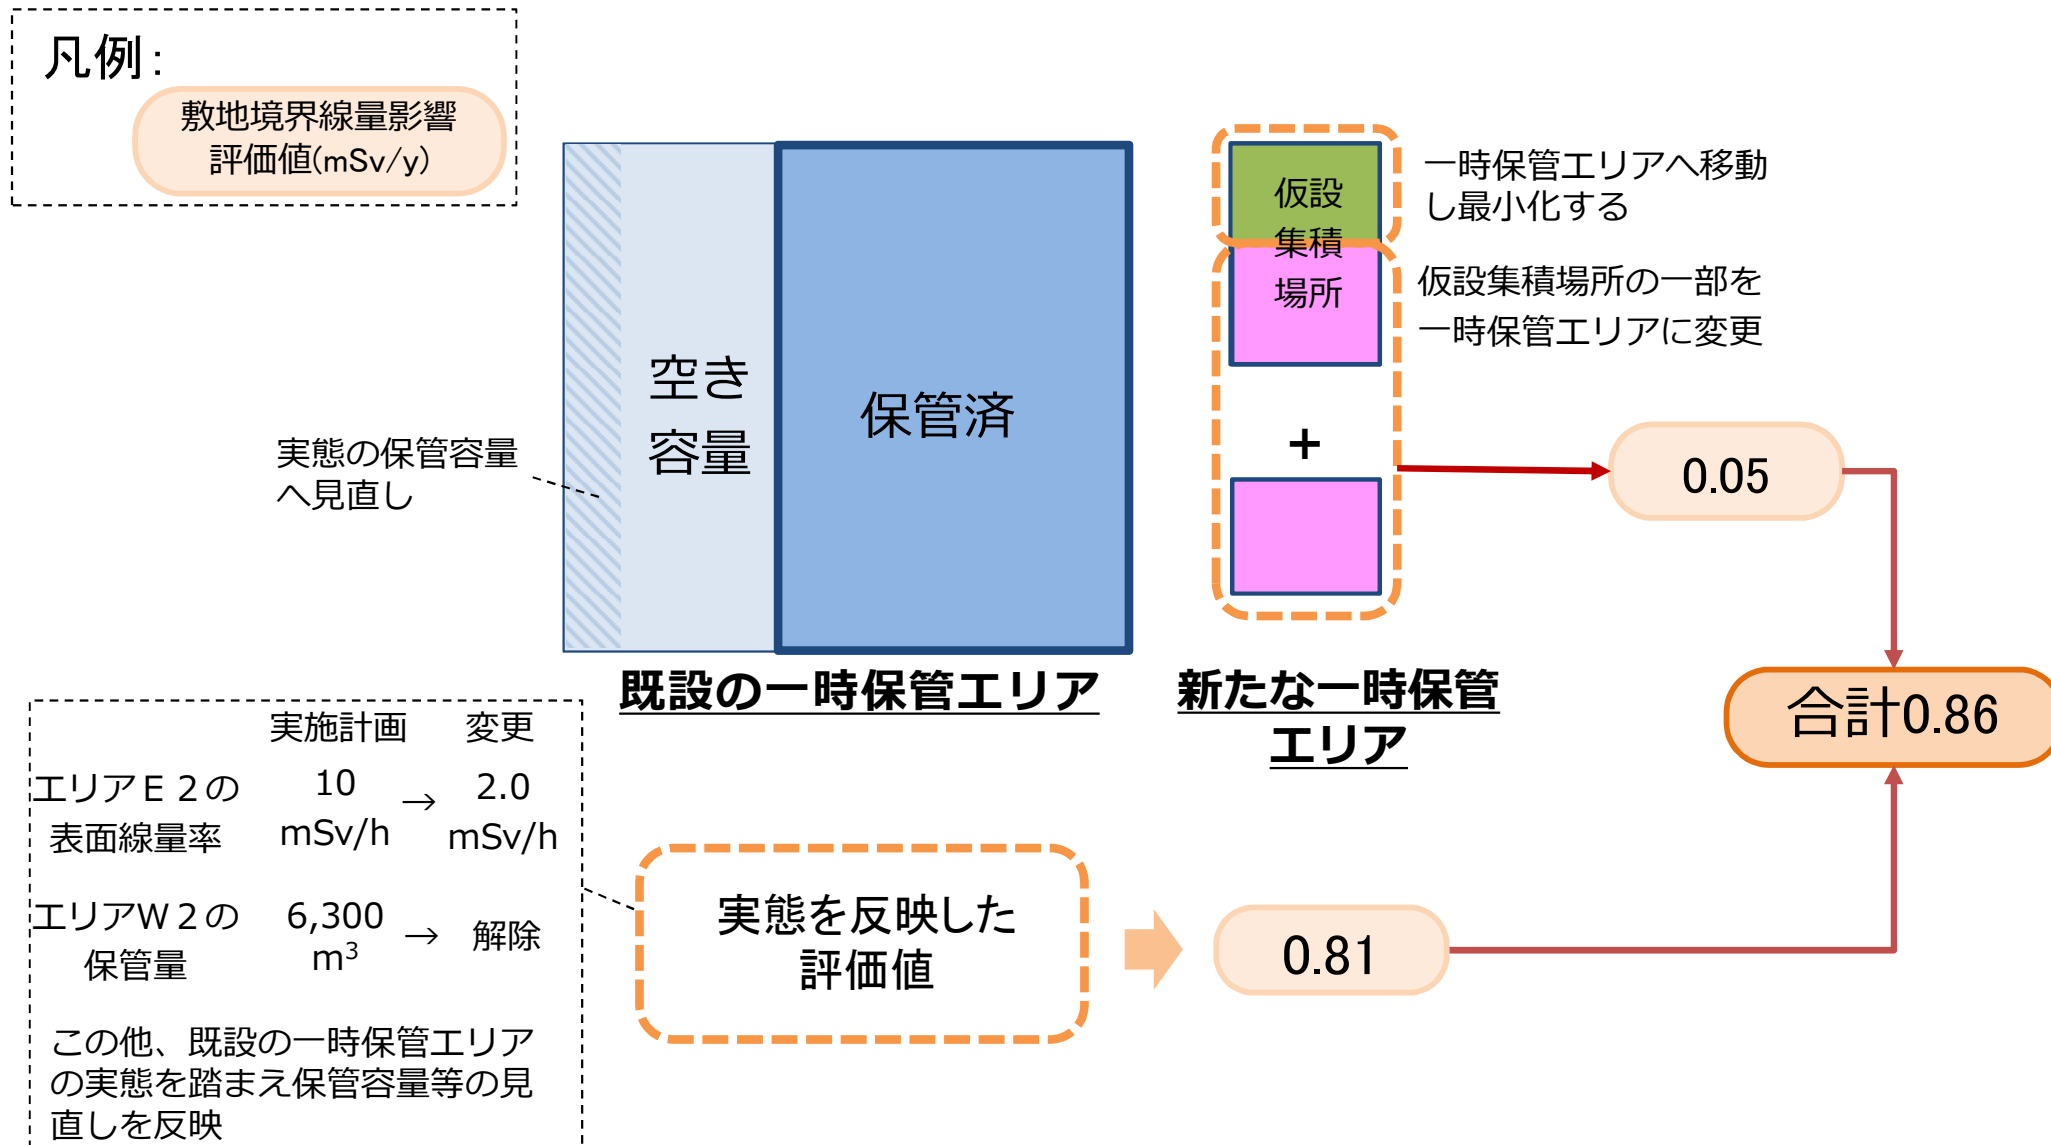 凡例:
敷地境界線量影響
評価値(mSv/y)
仮設
集積
場所
一時保管エリアへ移動
し最小化する
仮設集積場所の一部を
一時保管エリアに変更
空き
容量
保管済
実態の保管容量
へ見直し
+
0.05
既設の一時保管エリア
新たな一時保管
エリア
合計0.86
実施計画 変更
エリアE2の
表面線量率
10
mSv/h
→
2.0
mSv/h
エリアW2の
保管量
6,300
m³
→
解除
この他、既設の一時保管エリア
の実態を踏まえ保管容量等の見
直しを反映
実態を反映した
評価値
0.81